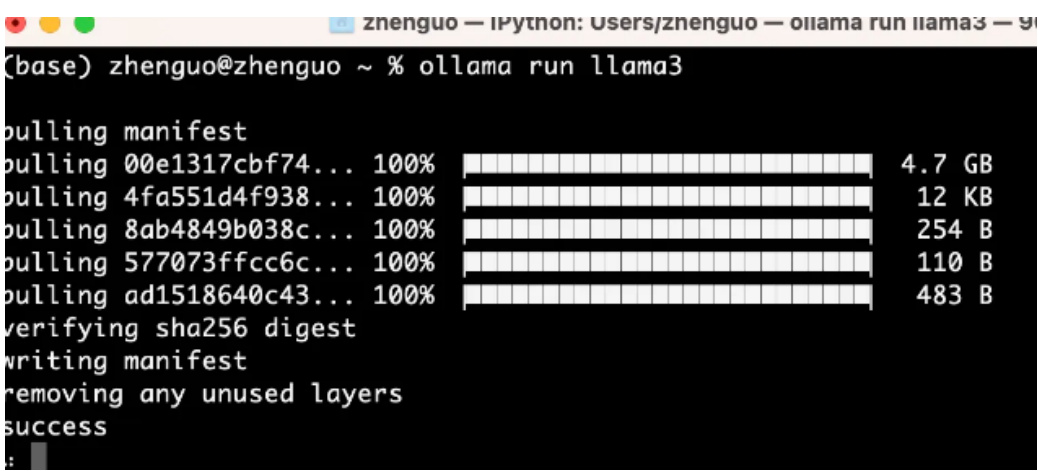 zhenguo — IPython: Users/zhenguo — ollama run llama3 — 90
(base) zhenguo@zhenguo ~ % ollama run llama3
pulling manifest
pulling 00e1317cbf74... 100% 4.7 GB
pulling 4fa551d4f938... 100% 12 KB
pulling 8ab4849b038c... 100% 254 B
pulling 577073ffcc6c... 100% 110 B
pulling ad1518640c43... 100% 483 B
verifying sha256 digest
writing manifest
removing any unused layers
success